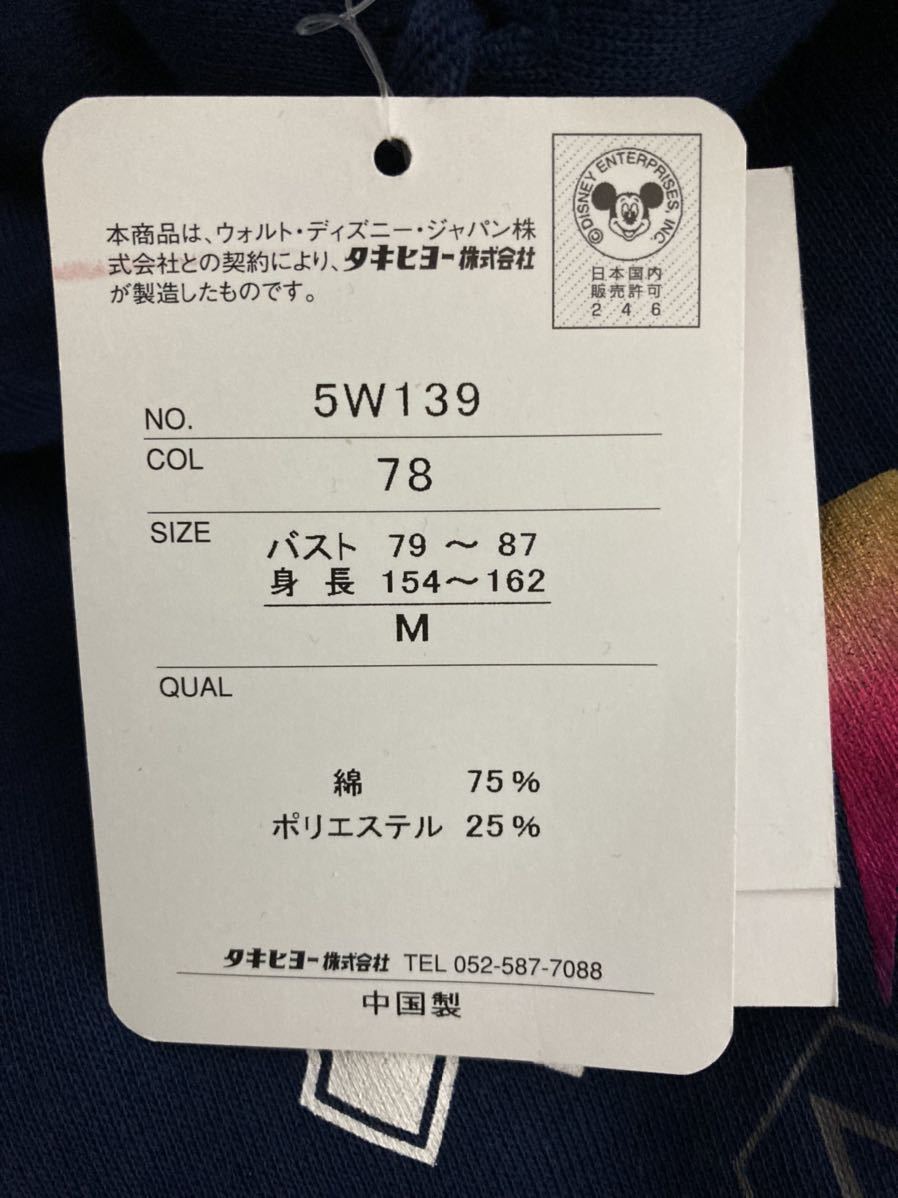 本商品は、ウォルト・ディズニー・ジャパン株
式会社との契約により、タキヒヨー株式会社
が製造したものです。
©DISNEY ENTERPRISES, INC.
日本国内
販売許可
246
NO. 5W139
COL 78
SIZE バスト 79 〜 87
身長 154〜162
M
QUAL
綿 75%
ポリエステル 25%
タキヒヨー株式会社 TEL 052-587-7088
中国製